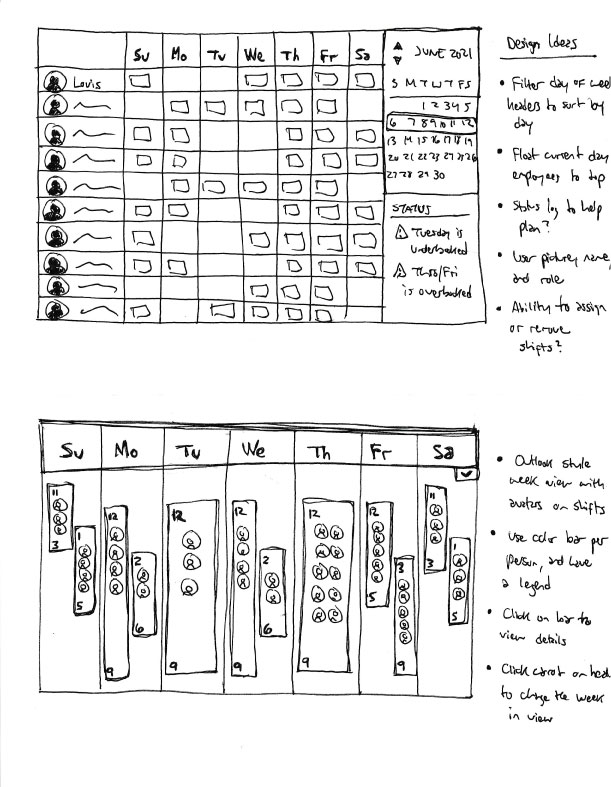 Su Mo Tu We Th Fr Sa
Louis
JUNE 2021
S M T W T F S
1 2 3 4 5
6 7 8 9 10 11 12
13 14 15 16 17 18 19
20 21 22 23 24 25 26
27 28 29 30
STATUS
Tuesday is
underbooked
Thro/Fri
is overbooked
Design Ideas
• Filter day of week
headers to sort by
day
• Float current day
employees to top
• Status log to help
plan?
• User picture, name,
and role
• Ability to assign
or remove
shifts?
Su Mo Tu We Th Fr Sa
11
3
1
5
12
9
2
6
12
9
12
9
2
6
12
9
12
5
3
9
11
3
1
5
• Outlook style
week view with
avatars on shifts
• Use color bar per
person, and have
a legend
• Click on bar to
view details
• Click carrot on head
to change the week
in view